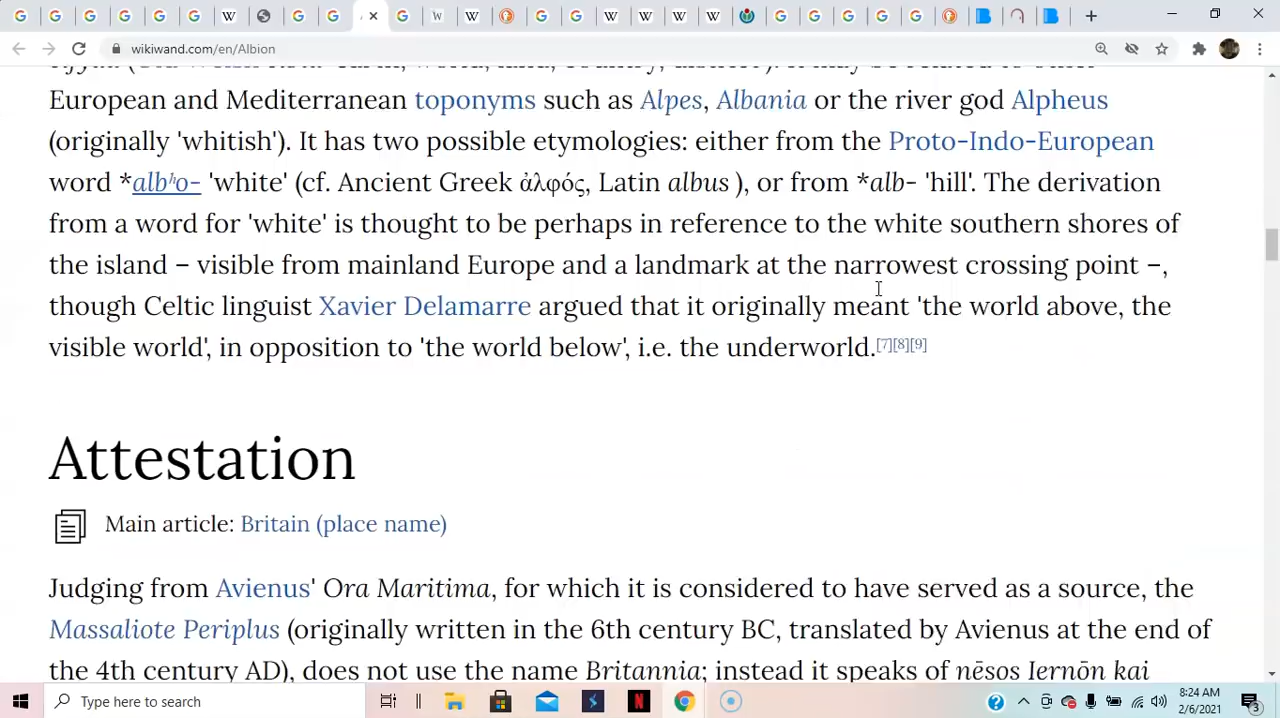 wikiwand.com/en/Albion
European and Mediterranean toponyms such as Alpes, Albania or the river god Alpheus
(originally 'whitish'). It has two possible etymologies: either from the Proto-Indo-European
word *albʰo- 'white' (cf. Ancient Greek ἀλφός, Latin albus ), or from *alb- 'hill'. The derivation
from a word for 'white' is thought to be perhaps in reference to the white southern shores of
the island – visible from mainland Europe and a landmark at the narrowest crossing point –,
though Celtic linguist Xavier Delamarre argued that it originally meant 'the world above, the
visible world', in opposition to 'the world below', i.e. the underworld.[7][8][9]
Attestation
Main article: Britain (place name)
Judging from Avienus' Ora Maritima, for which it is considered to have served as a source, the
Massaliote Periplus (originally written in the 6th century BC, translated by Avienus at the end of
the 4th century AD), does not use the name Britannia; instead it speaks of nēsos Iernōn kai
Type here to search
8:24 AM
2/6/2021
3